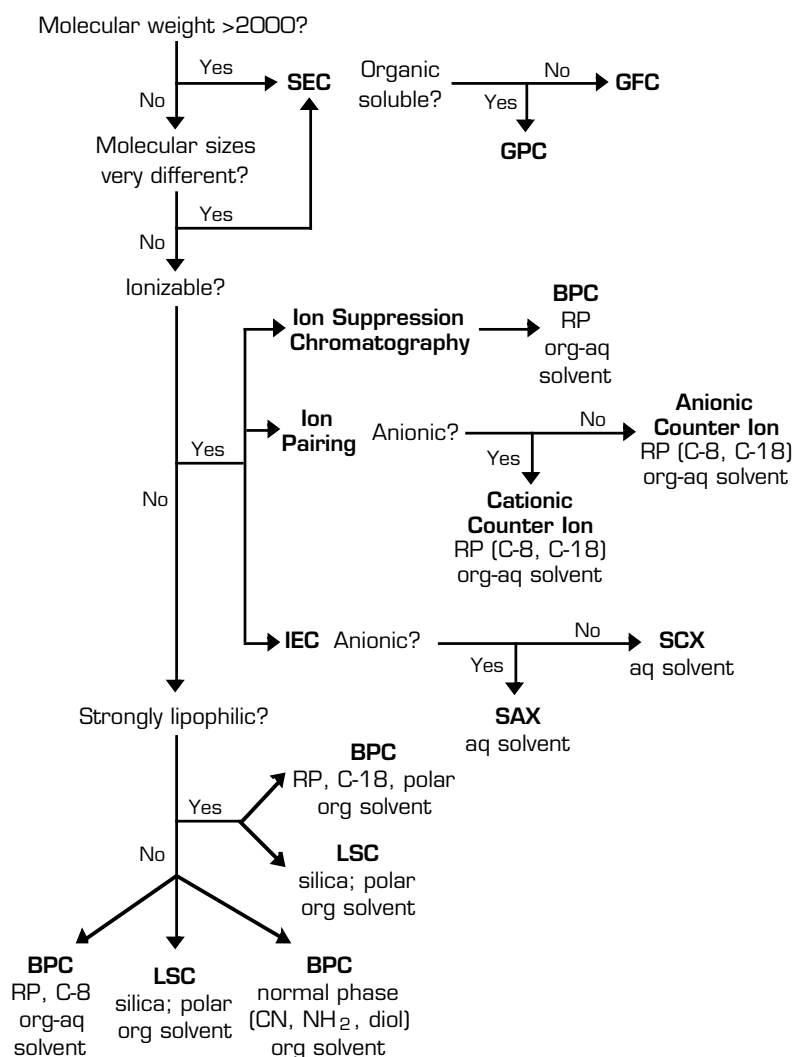 Molecular weight >2000?
Yes
No
SEC
Organic
soluble?
No
Yes
GFC
GPC
Molecular sizes
very different?
Yes
No
Ionizable?
Ion Suppression
Chromatography
BPC
RP
org-aq
solvent
Yes
No
Ion
Pairing
Anionic?
No
Yes
Anionic
Counter Ion
RP (C-8, C-18)
org-aq solvent
Cationic
Counter Ion
RP (C-8, C-18)
org-aq solvent
IEC
Anionic?
No
Yes
SCX
aq solvent
SAX
aq solvent
Strongly lipophilic?
Yes
No
BPC
RP, C-18, polar
org solvent
LSC
silica; polar
org solvent
BPC
RP, C-8
org-aq
solvent
LSC
silica; polar
org solvent
BPC
normal phase
(CN, NH₂, diol)
org solvent